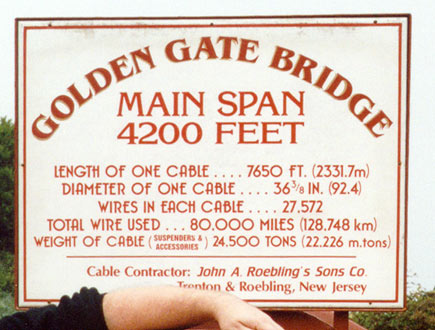 GOLDEN GATE BRIDGE
MAIN SPAN
4200 FEET
LENGTH OF ONE CABLE .... 7650 FT. (2331.7m)
DIAMETER OF ONE CABLE .... 36 3/8 IN. (92.4)
WIRES IN EACH CABLE .... 27,572
TOTAL WIRE USED ... 80,000 MILES (128.748 km)
WEIGHT OF CABLE (SUSPENDERS & ACCESSORIES) 24.500 TONS (22.226 m.tons)
Cable Contractor: John A. Roebling's Sons Co.
Trenton & Roebling, New Jersey